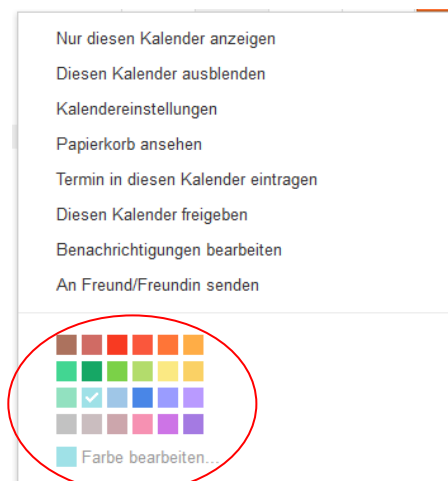 Nur diesen Kalender anzeigen
Diesen Kalender ausblenden
Kalendereinstellungen
Papierkorb ansehen
Termin in diesen Kalender eintragen
Diesen Kalender freigeben
Benachrichtigungen bearbeiten
An Freund/Freundin senden
Farbe bearbeiten...